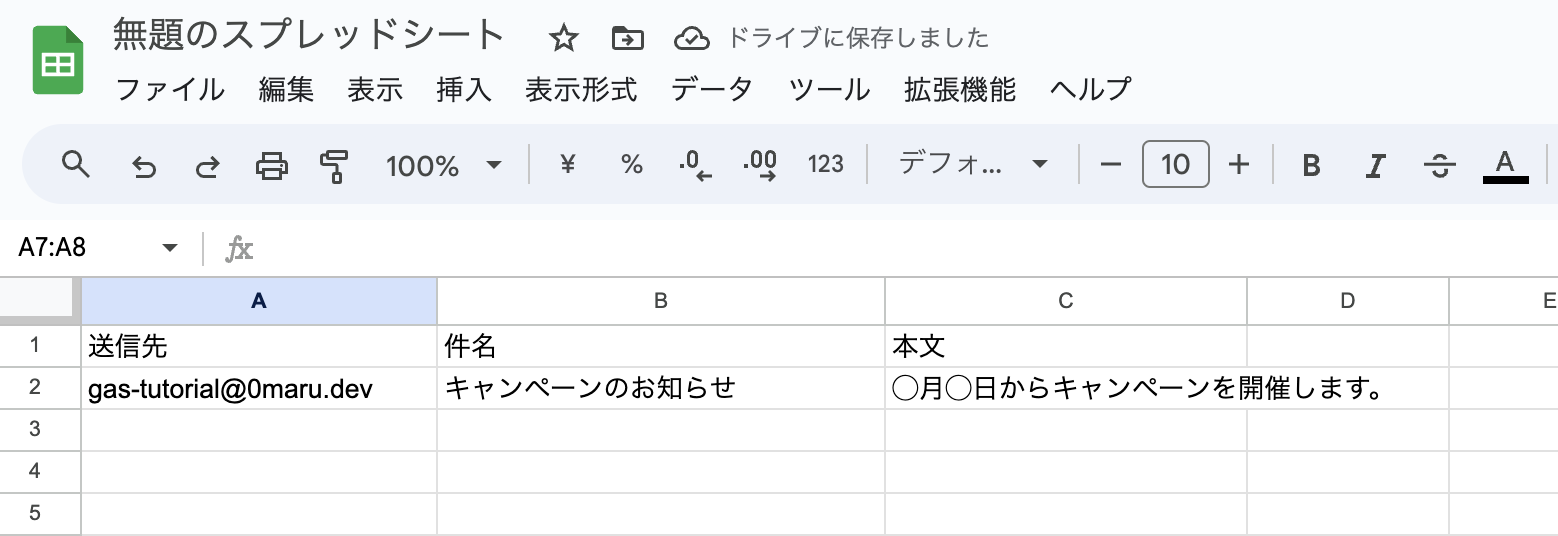 無題のスプレッドシート ドライブに保存しました
ファイル 編集 表示 挿入 表示形式 データ ツール 拡張機能 ヘルプ
100% ¥ % .0 .00 123 デフォ... − 10 + B I S A
A7:A8 fx
A B C D E
1 送信先 件名 本文
2 gas-tutorial@0maru.dev キャンペーンのお知らせ ◯月◯日からキャンペーンを開催します。
3
4
5